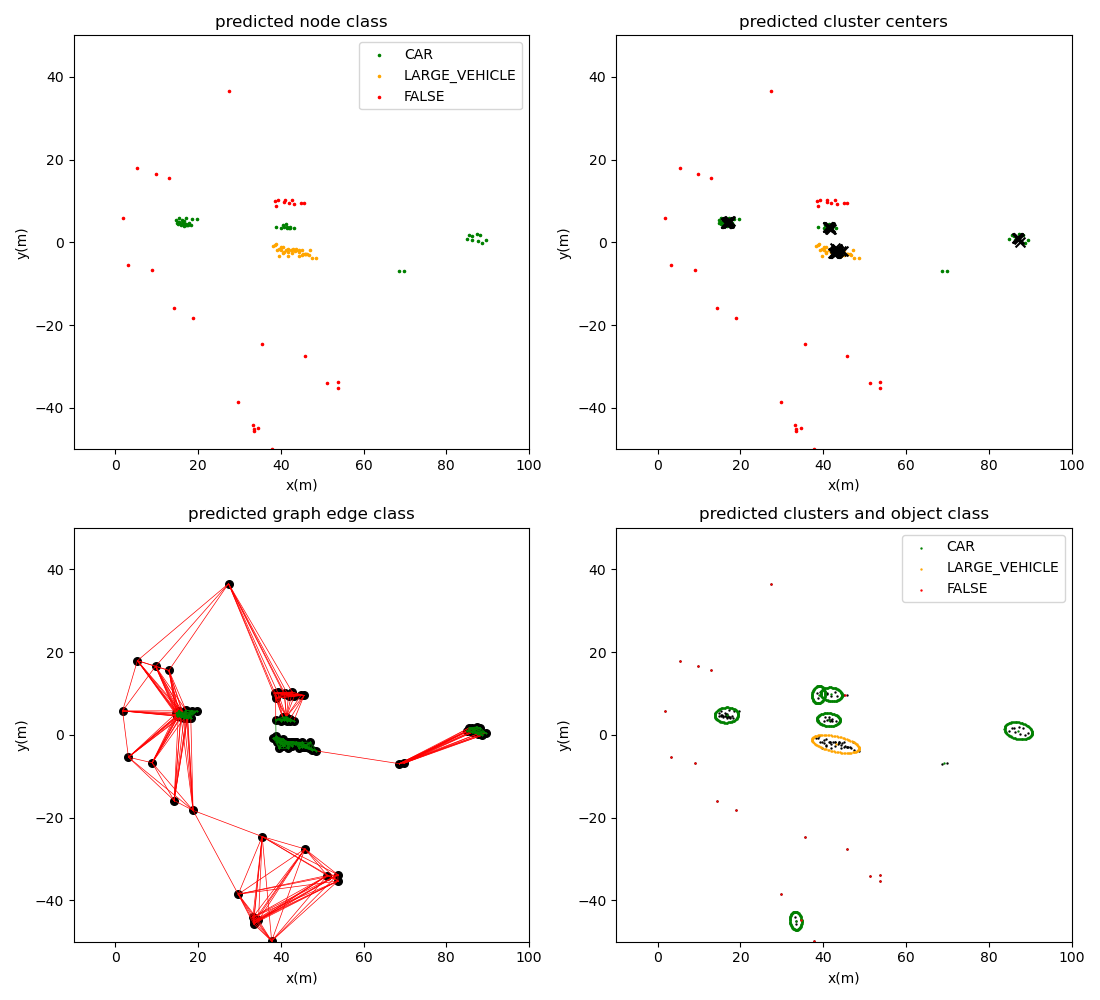 predicted node class
CAR
LARGE_VEHICLE
FALSE
40
20
0
−20
−40
y(m)
0 20 40 60 80 100
x(m)
predicted cluster centers
40
20
0
−20
−40
y(m)
0 20 40 60 80 100
x(m)
predicted graph edge class
40
20
0
−20
−40
y(m)
0 20 40 60 80 100
x(m)
predicted clusters and object class
CAR
LARGE_VEHICLE
FALSE
40
20
0
−20
−40
y(m)
0 20 40 60 80 100
x(m)